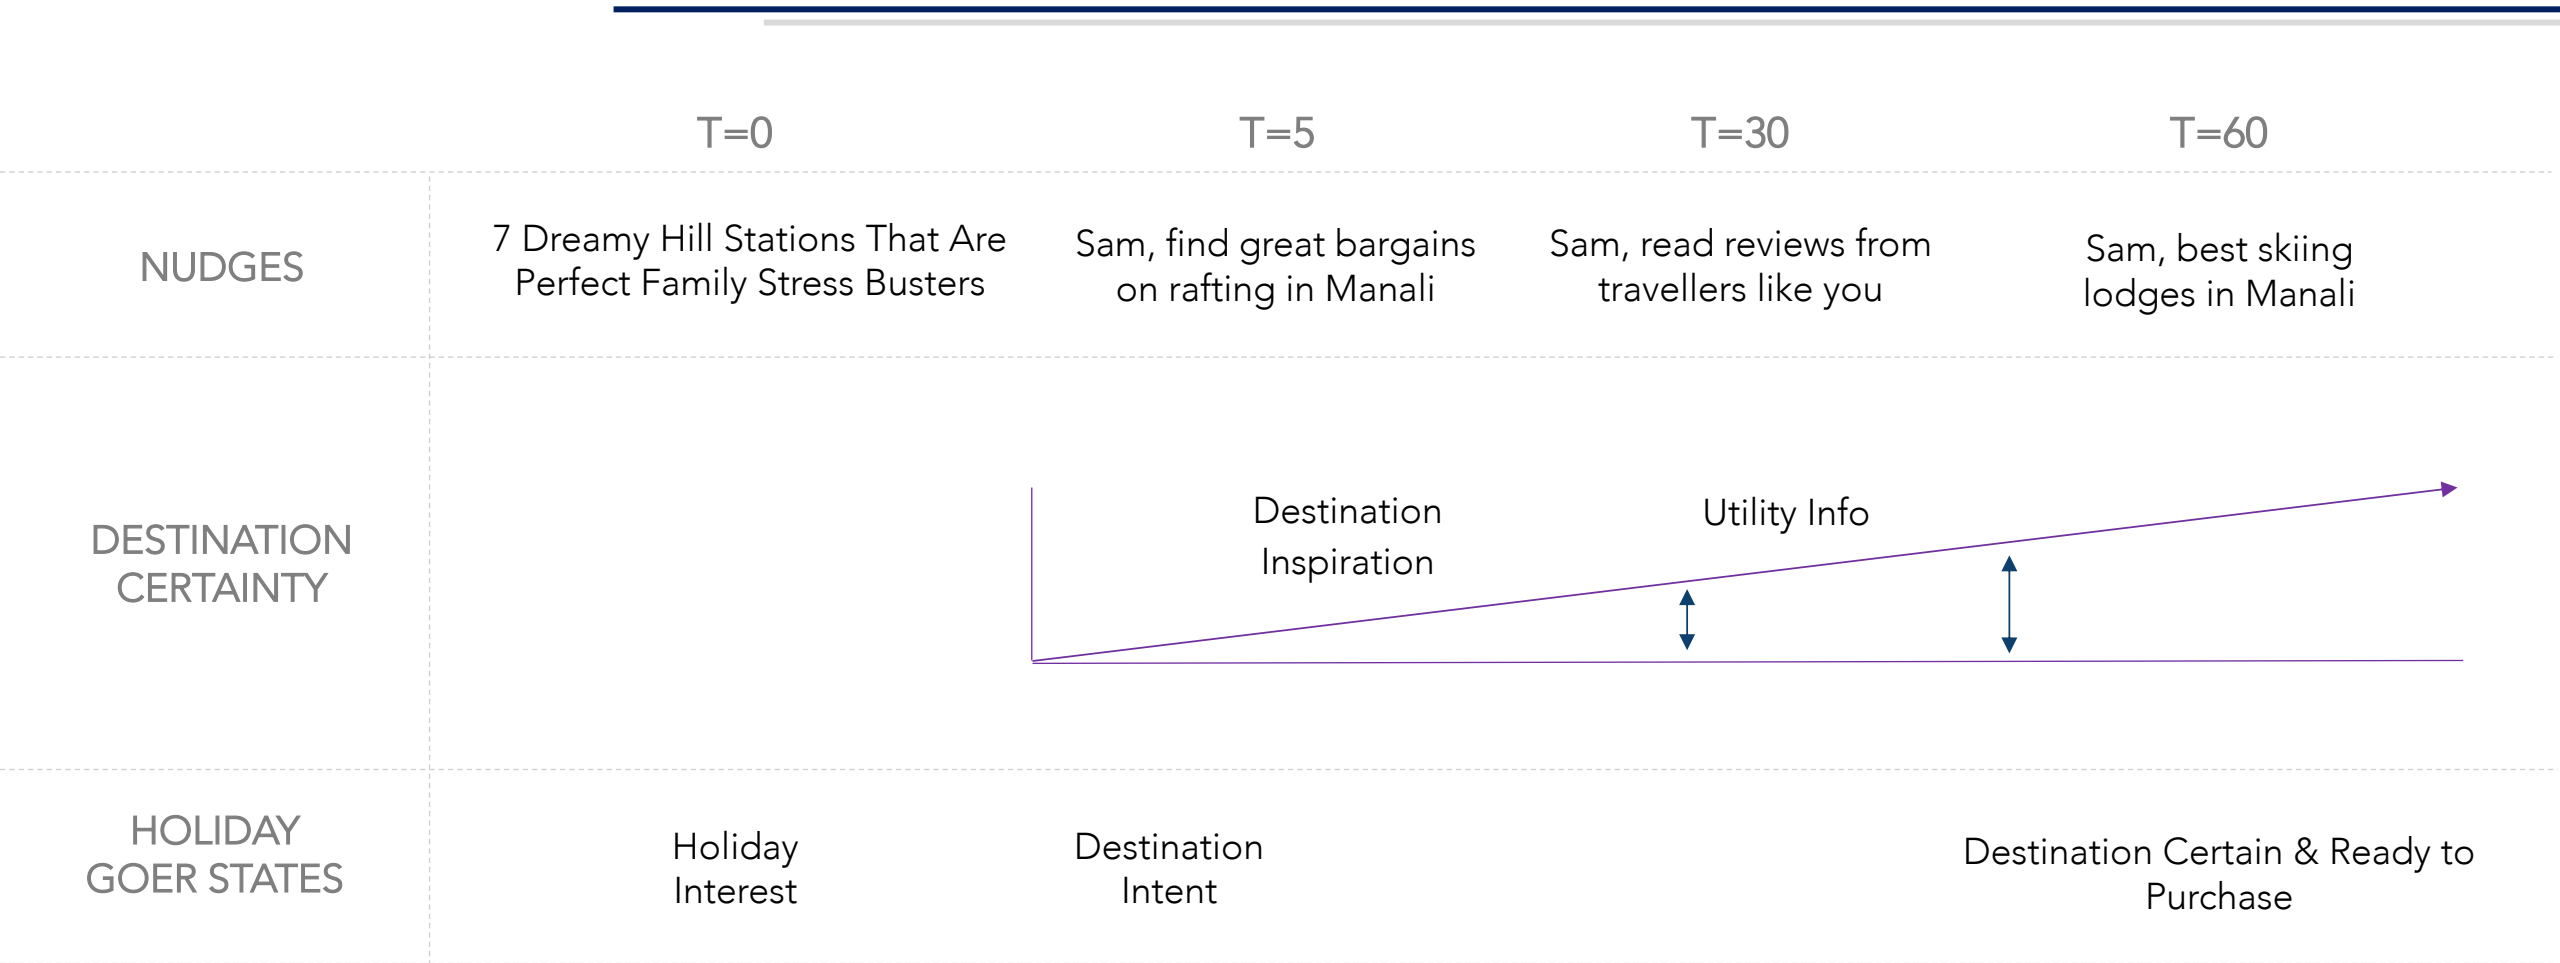 T=0
T=5
T=30
T=60
NUDGES
7 Dreamy Hill Stations That Are
Perfect Family Stress Busters
Sam, find great bargains
on rafting in Manali
Sam, read reviews from
travellers like you
Sam, best skiing
lodges in Manali
DESTINATION
CERTAINTY
Destination
Inspiration
Utility Info
HOLIDAY
GOER STATES
Holiday
Interest
Destination
Intent
Destination Certain & Ready to
Purchase